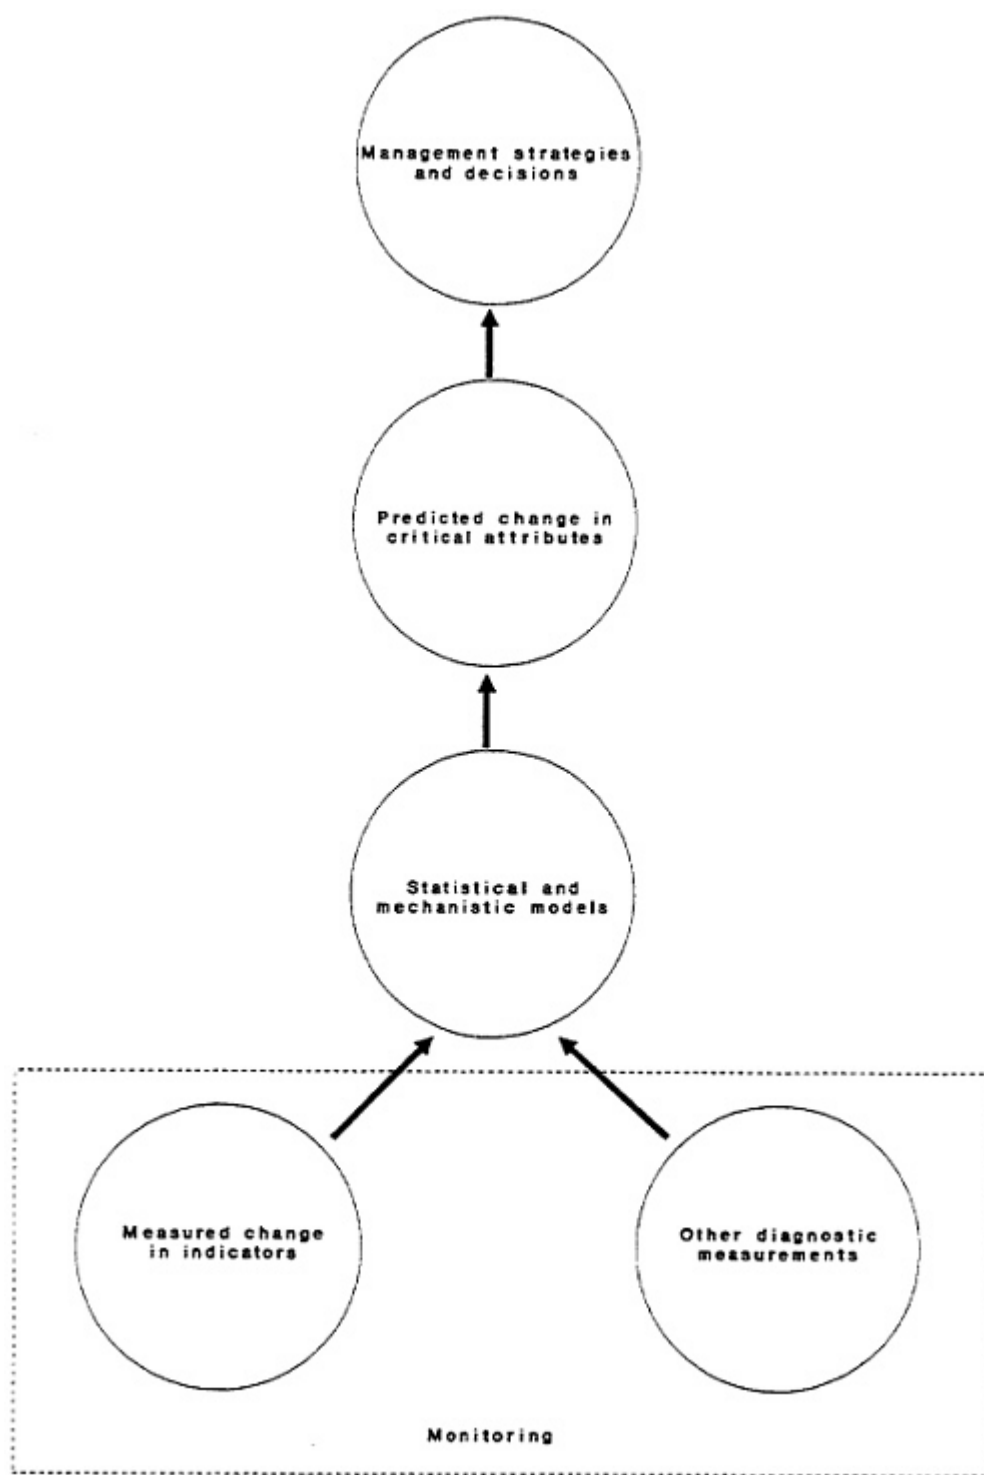 Management strategies
and decisions
Predicted change in
critical attributes
Statistical and
mechanistic models
Measured change
in indicators
Other diagnostic
measurements
Monitoring